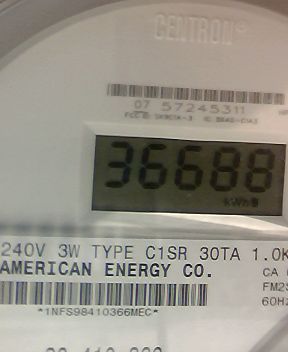 CENTRON®
07 57245311
36688
kWh
240V 3W TYPE C1SR 30TA 1.0K
AMERICAN ENERGY CO.
CA
FM2S
60Hz
*1NFS98410366MEC*